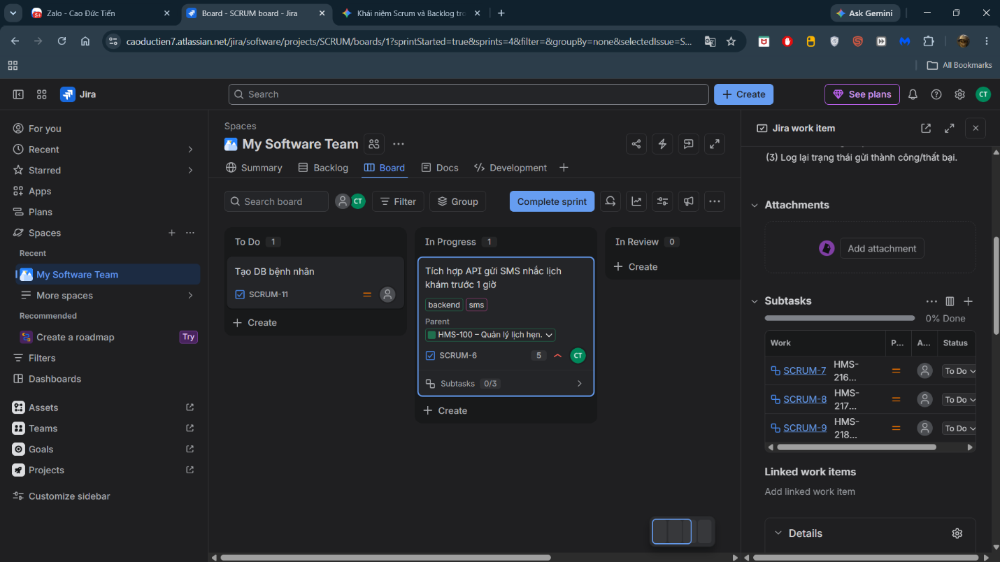 Zalo - Cao Đức Tiến
Board - SCRUM board - Jira
Khái niệm Scrum và Backlog tro
Ask Gemini
caoductien7.atlassian.net/jira/software/projects/SCRUM/boards/1?sprintStarted=true&sprints=4&filter=&groupBy=none&selectedIssue=S...
All Bookmarks
Jira
Search
Create
See plans
CT
For you
Recent
Starred
Apps
Plans
Spaces
Recent
My Software Team
More spaces
Recommended
Create a roadmap
Try
Filters
Dashboards
Assets
Teams
Goals
Projects
Customize sidebar
Spaces
My Software Team
Summary
Backlog
Board
Docs
Development
Search board
CT
Filter
Group
Complete sprint
To Do 1
Tạo DB bệnh nhân
SCRUM-11
Create
In Progress 1
Tích hợp API gửi SMS nhắc lịch
khám trước 1 giờ
backend sms
Parent
HMS-100 – Quản lý lịch hẹn.
SCRUM-6 5 CT
Subtasks 0/3
Create
In Review 0
Create
Jira work item
(3) Log lại trạng thái gửi thành công/thất bại.
Attachments
Add attachment
Subtasks
0% Done
Work P... A... Status
SCRUM-7 HMS-216... To Do
SCRUM-8 HMS-217... To Do
SCRUM-9 HMS-218... To Do
Linked work items
Add linked work item
Details